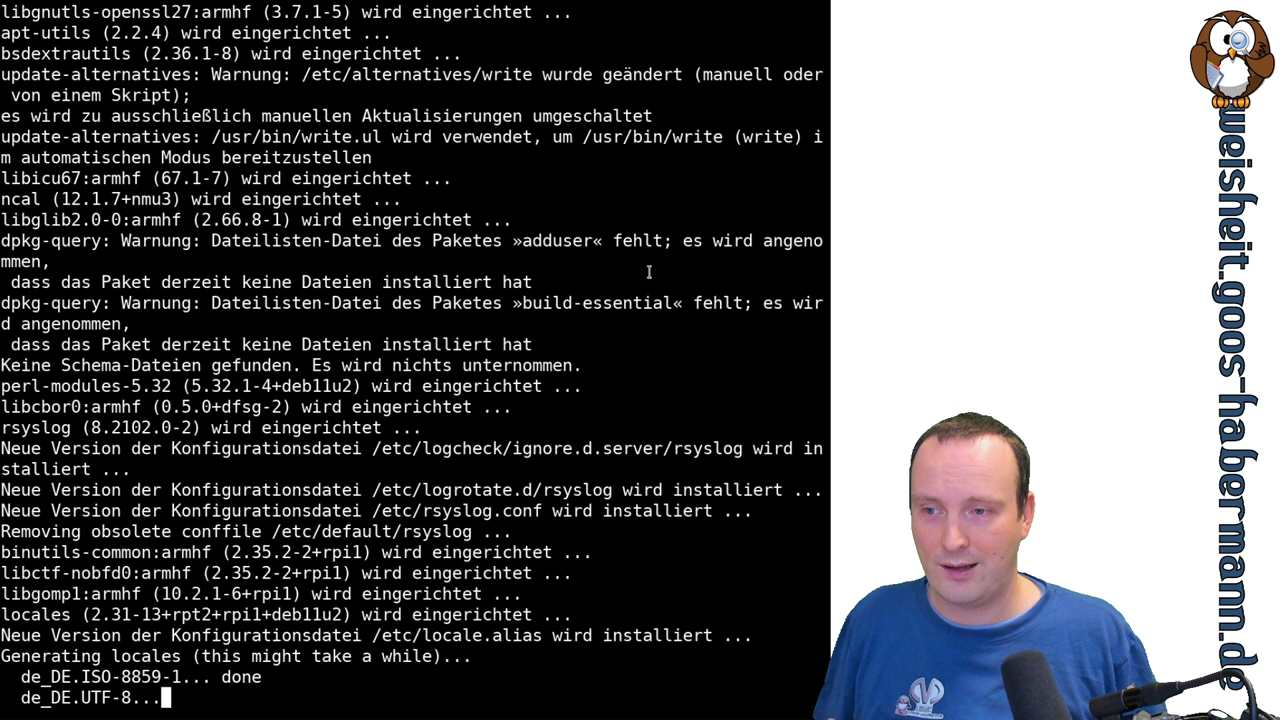 libgnutls-openssl27:armhf (3.7.1-5) wird eingerichtet ...
apt-utils (2.2.4) wird eingerichtet ...
bsdextrautils (2.36.1-8) wird eingerichtet ...
update-alternatives: Warnung: /etc/alternatives/write wurde geändert (manuell oder
 von einem Skript);
es wird zu ausschließlich manuellen Aktualisierungen umgeschaltet
update-alternatives: /usr/bin/write.ul wird verwendet, um /usr/bin/write (write) i
m automatischen Modus bereitzustellen
libicu67:armhf (67.1-7) wird eingerichtet ...
ncal (12.1.7+nmu3) wird eingerichtet ...
libglib2.0-0:armhf (2.66.8-1) wird eingerichtet ...
dpkg-query: Warnung: Dateilisten-Datei des Paketes »adduser« fehlt; es wird angeno
mmen,
 dass das Paket derzeit keine Dateien installiert hat
dpkg-query: Warnung: Dateilisten-Datei des Paketes »build-essential« fehlt; es wir
d angenommen,
 dass das Paket derzeit keine Dateien installiert hat
Keine Schema-Dateien gefunden. Es wird nichts unternommen.
perl-modules-5.32 (5.32.1-4+deb11u2) wird eingerichtet ...
libcbor0:armhf (0.5.0+dfsg-2) wird eingerichtet ...
rsyslog (8.2102.0-2) wird eingerichtet ...
Neue Version der Konfigurationsdatei /etc/logcheck/ignore.d.server/rsyslog wird in
stalliert ...
Neue Version der Konfigurationsdatei /etc/logrotate.d/rsyslog wird installiert ...
Neue Version der Konfigurationsdatei /etc/rsyslog.conf wird installiert ...
Removing obsolete conffile /etc/default/rsyslog ...
binutils-common:armhf (2.35.2-2+rpi1) wird eingerichtet ...
libctf-nobfd0:armhf (2.35.2-2+rpi1) wird eingerichtet ...
libgomp1:armhf (10.2.1-6+rpi1) wird eingerichtet ...
locales (2.31-13+rpt2+rpi1+deb11u2) wird eingerichtet ...
Neue Version der Konfigurationsdatei /etc/locale.alias wird installiert ...
Generating locales (this might take a while)...
  de_DE.ISO-8859-1... done
  de_DE.UTF-8...
weisheit.goos-habermann.de